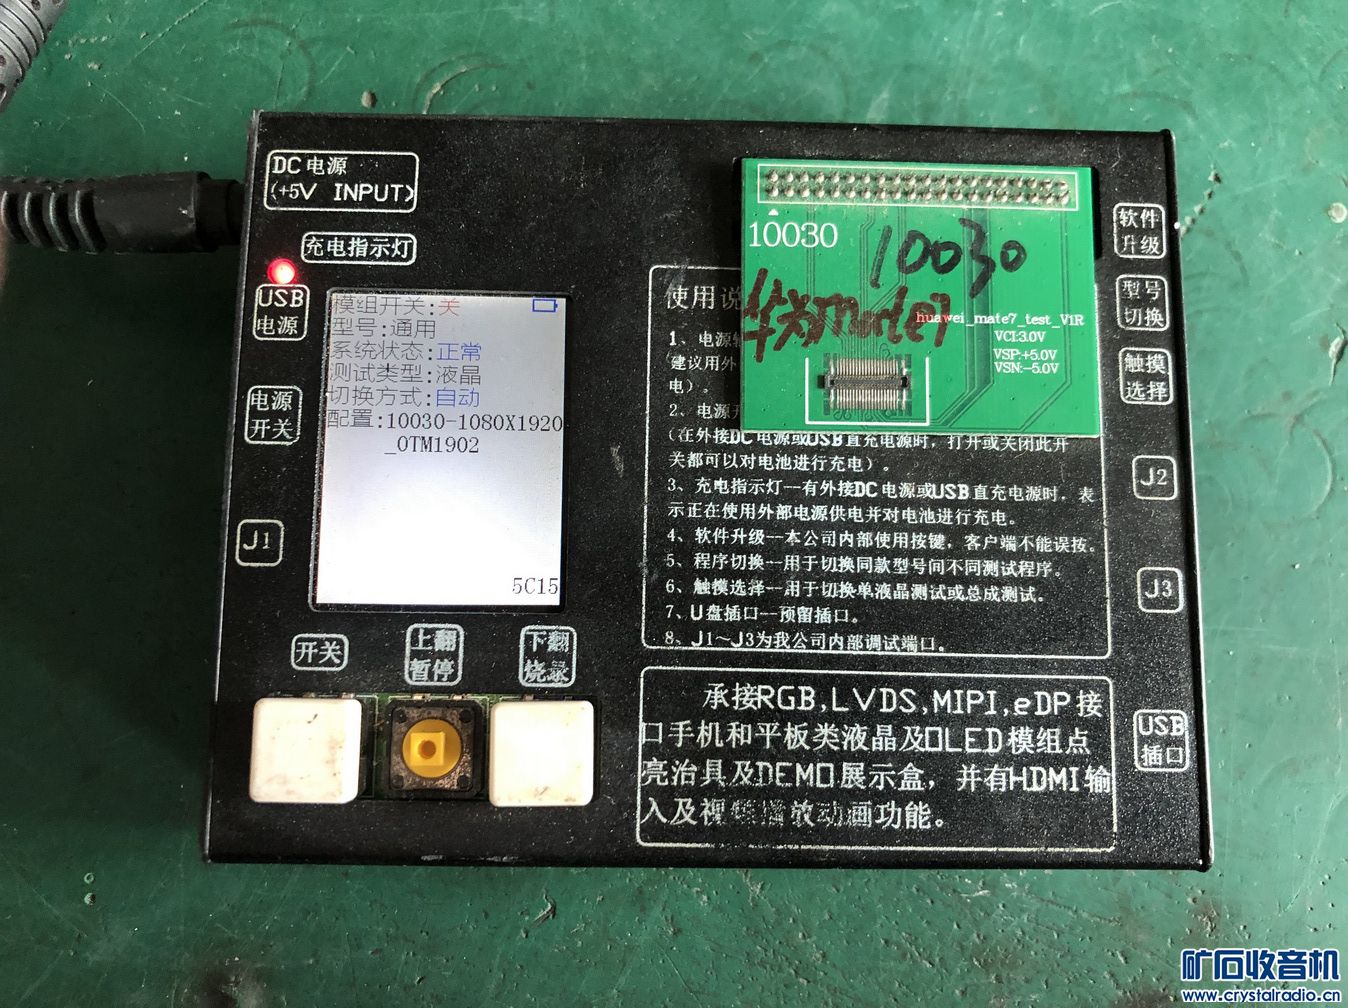 DC 电源
(+5V INPUT)
充电指示灯
USB
电源
电源
开关
J1
模组开关:关
型号:通用
系统状态:正常
测试类型:液晶
切换方式:自动
配置:10030-1080X1920
_OTM1902
5C15
开关
上翻
暂停
下翻
烧录
10030
10030
华为mate7
huawei_mate7_test_V1R
VCI:3.0V
VSP:+5.0V
VSN:-5.0V
使用说
1、电源
建议用外
电）。
2、电源
（在外接DC电源或USB直充电源时，打开或关闭此开
关都可以对电池进行充电）。
3、充电指示灯--有外接DC电源或USB直充电源时，表
示正在使用外部电源供电并对电池进行充电。
4、软件升级--本公司内部使用按键，客户端不能误按。
5、程序切换--用于切换同款型号间不同测试程序。
6、触摸选择--用于切换单液晶测试或总成测试。
7、U盘插口--预留插口。
8、J1～J3为我公司内部调试端口。
承接RGB,LVDS,MIPI,eDP接
口手机和平板类液晶及OLED模组点
亮治具及DEMO展示盒，并有HDMI输
入及视频播放动画功能。
软件
升级
型号
切换
触摸
选择
J2
J3
USB
插口
矿石收音机
www.crystalradio.cn